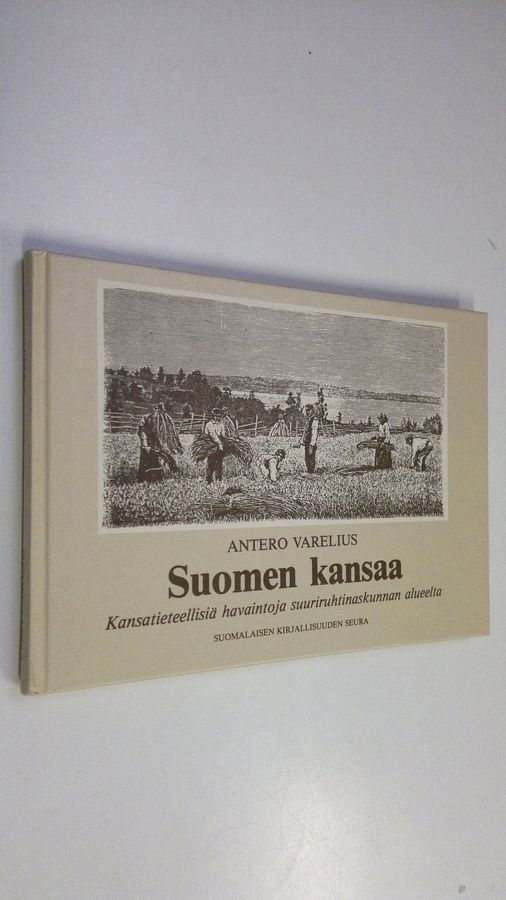 ANTERO VARELIUS
Suomen kansaa
Kansatieteellisiä havaintoja suuriruhtinaskunnan alueelta
SUOMALAISEN KIRJALLISUUDEN SEURA